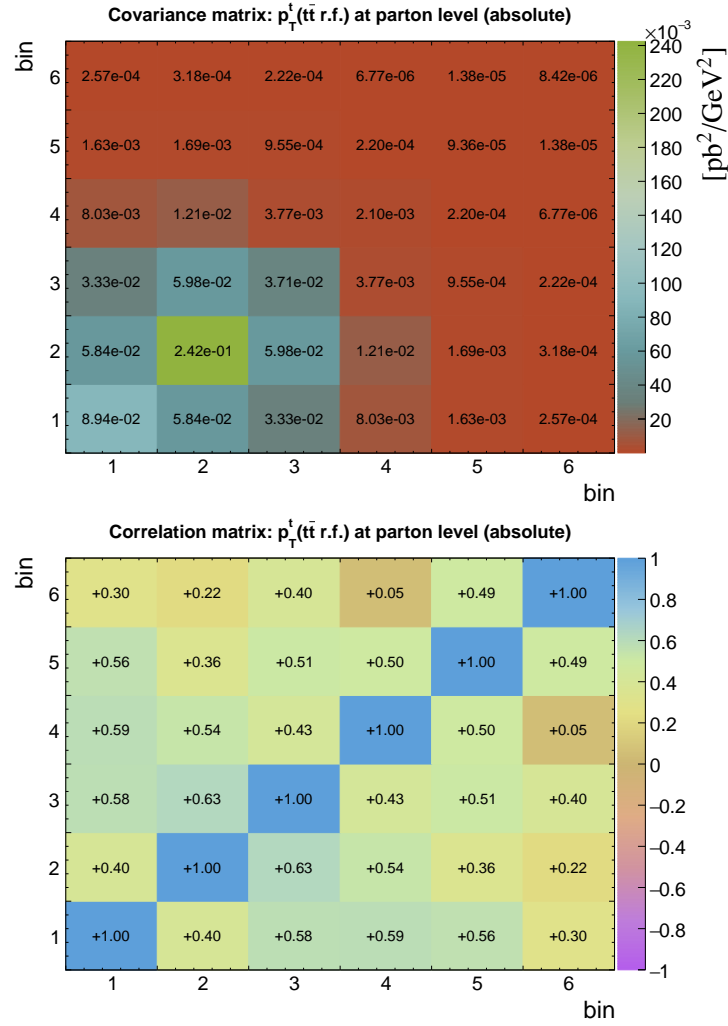 Covariance matrix: p_T^t(tt̄ r.f.) at parton level (absolute)
×10⁻³
bin
6 2.57e-04 3.18e-04 2.22e-04 6.77e-06 1.38e-05 8.42e-06
5 1.63e-03 1.69e-03 9.55e-04 2.20e-04 9.36e-05 1.38e-05
4 8.03e-03 1.21e-02 3.77e-03 2.10e-03 2.20e-04 6.77e-06
3 3.33e-02 5.98e-02 3.71e-02 3.77e-03 9.55e-04 2.22e-04
2 5.84e-02 2.42e-01 5.98e-02 1.21e-02 1.69e-03 3.18e-04
1 8.94e-02 5.84e-02 3.33e-02 8.03e-03 1.63e-03 2.57e-04
1 2 3 4 5 6
bin
240
220
200
180
160
140
120
100
80
60
40
20
[pb²/GeV²]
Correlation matrix: p_T^t(tt̄ r.f.) at parton level (absolute)
bin
6 +0.30 +0.22 +0.40 +0.05 +0.49 +1.00
5 +0.56 +0.36 +0.51 +0.50 +1.00 +0.49
4 +0.59 +0.54 +0.43 +1.00 +0.50 +0.05
3 +0.58 +0.63 +1.00 +0.43 +0.51 +0.40
2 +0.40 +1.00 +0.63 +0.54 +0.36 +0.22
1 +1.00 +0.40 +0.58 +0.59 +0.56 +0.30
1 2 3 4 5 6
bin
1
0.8
0.6
0.4
0.2
0
−0.2
−0.4
−0.6
−0.8
−1